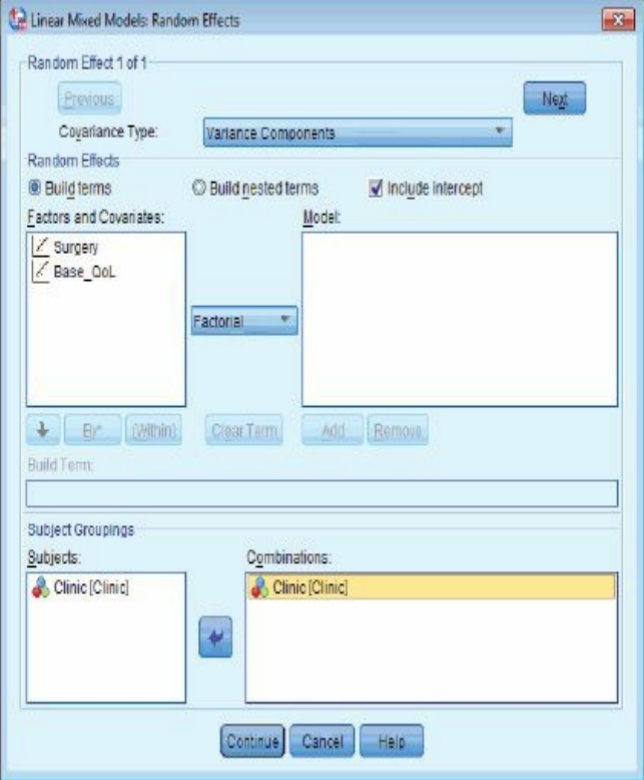 Linear Mixed Models: Random Effects
Random Effect 1 of 1
Previous
Next
Covariance Type:
Variance Components
Random Effects
Build terms
Build nested terms
Include intercept
Factors and Covariates:
Model:
Surgery
Base_QoL
Factorial
By*
(Within)
Clear Term
Add
Remove
Build Term:
Subject Groupings
Subjects:
Combinations:
Clinic [Clinic]
Clinic [Clinic]
Continue
Cancel
Help